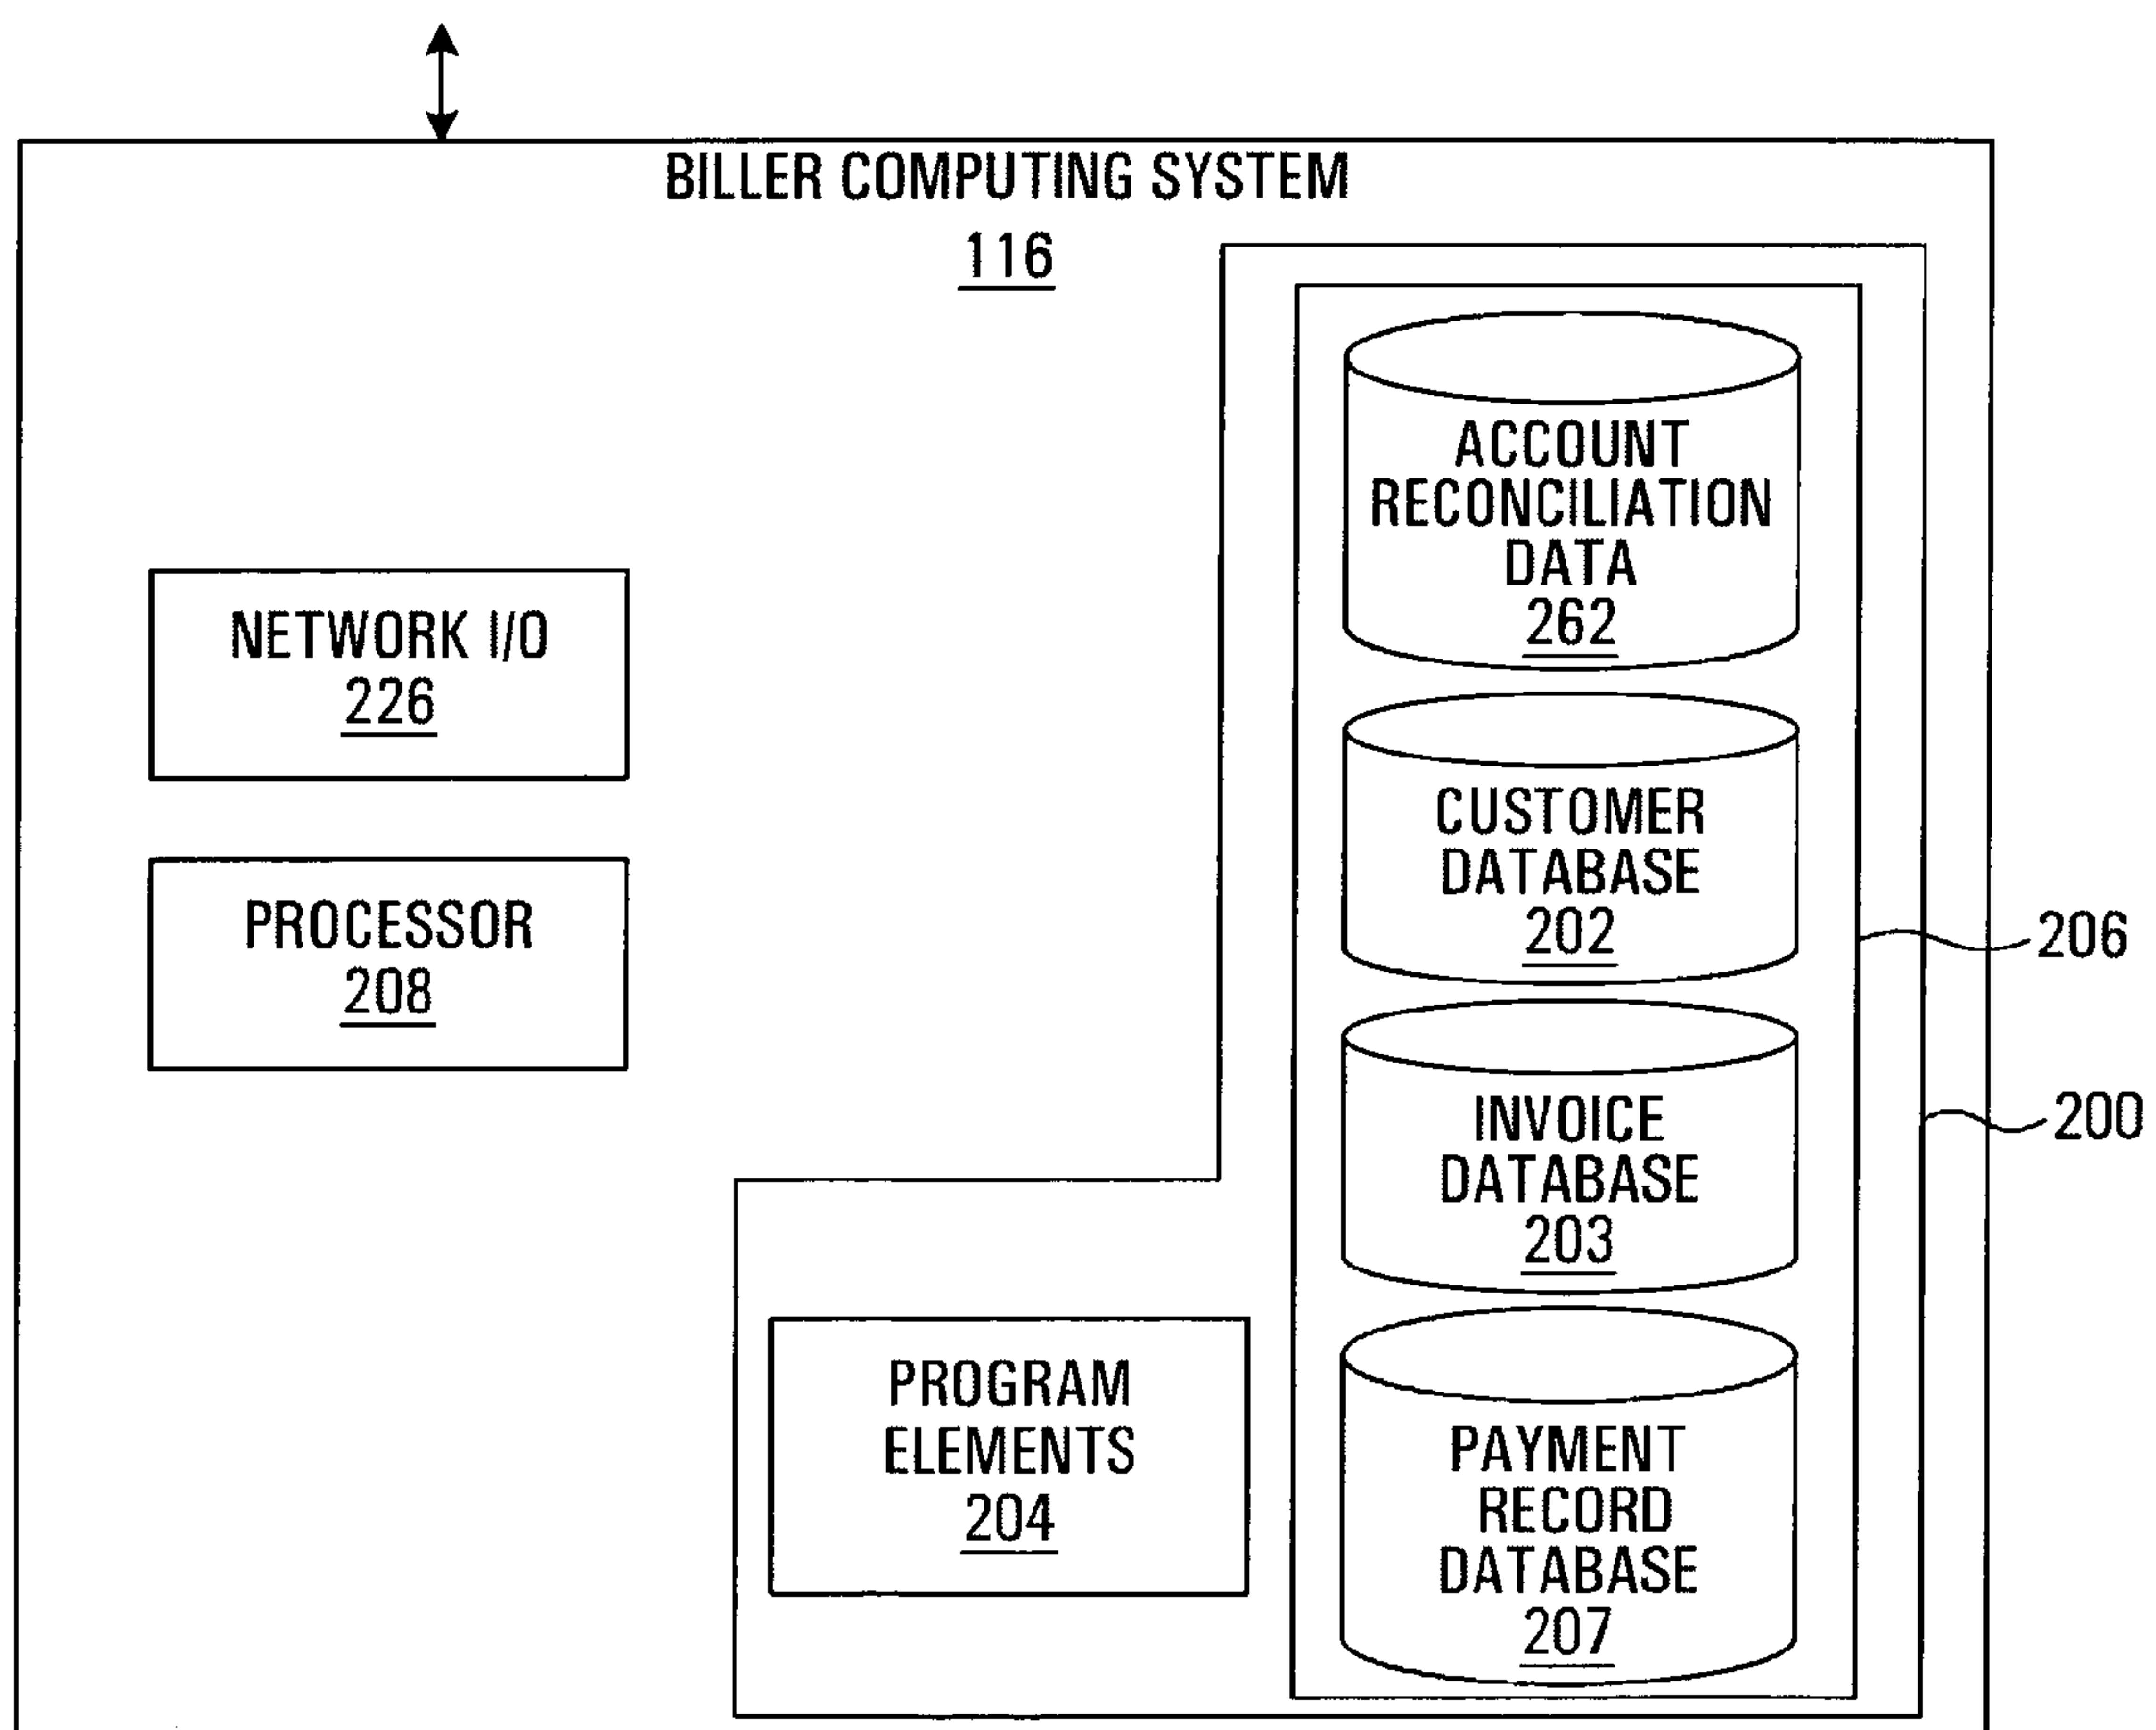 BILLER COMPUTING SYSTEM
116
NETWORK I/O
226
PROCESSOR
208
ACCOUNT
RECONCILIATION
DATA
262
CUSTOMER
DATABASE
202
INVOICE
DATABASE
203
PAYMENT
RECORD
DATABASE
207
PROGRAM
ELEMENTS
204
206
200